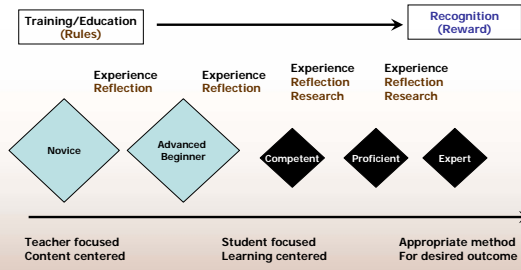 Training/Education
(Rules)
Recognition
(Reward)
Experience
Reflection
Experience
Reflection
Experience
Reflection
Research
Experience
Reflection
Research
Novice
Advanced
Beginner
Competent
Proficient
Expert
Teacher focused
Content centered
Student focused
Learning centered
Appropriate method
For desired outcome